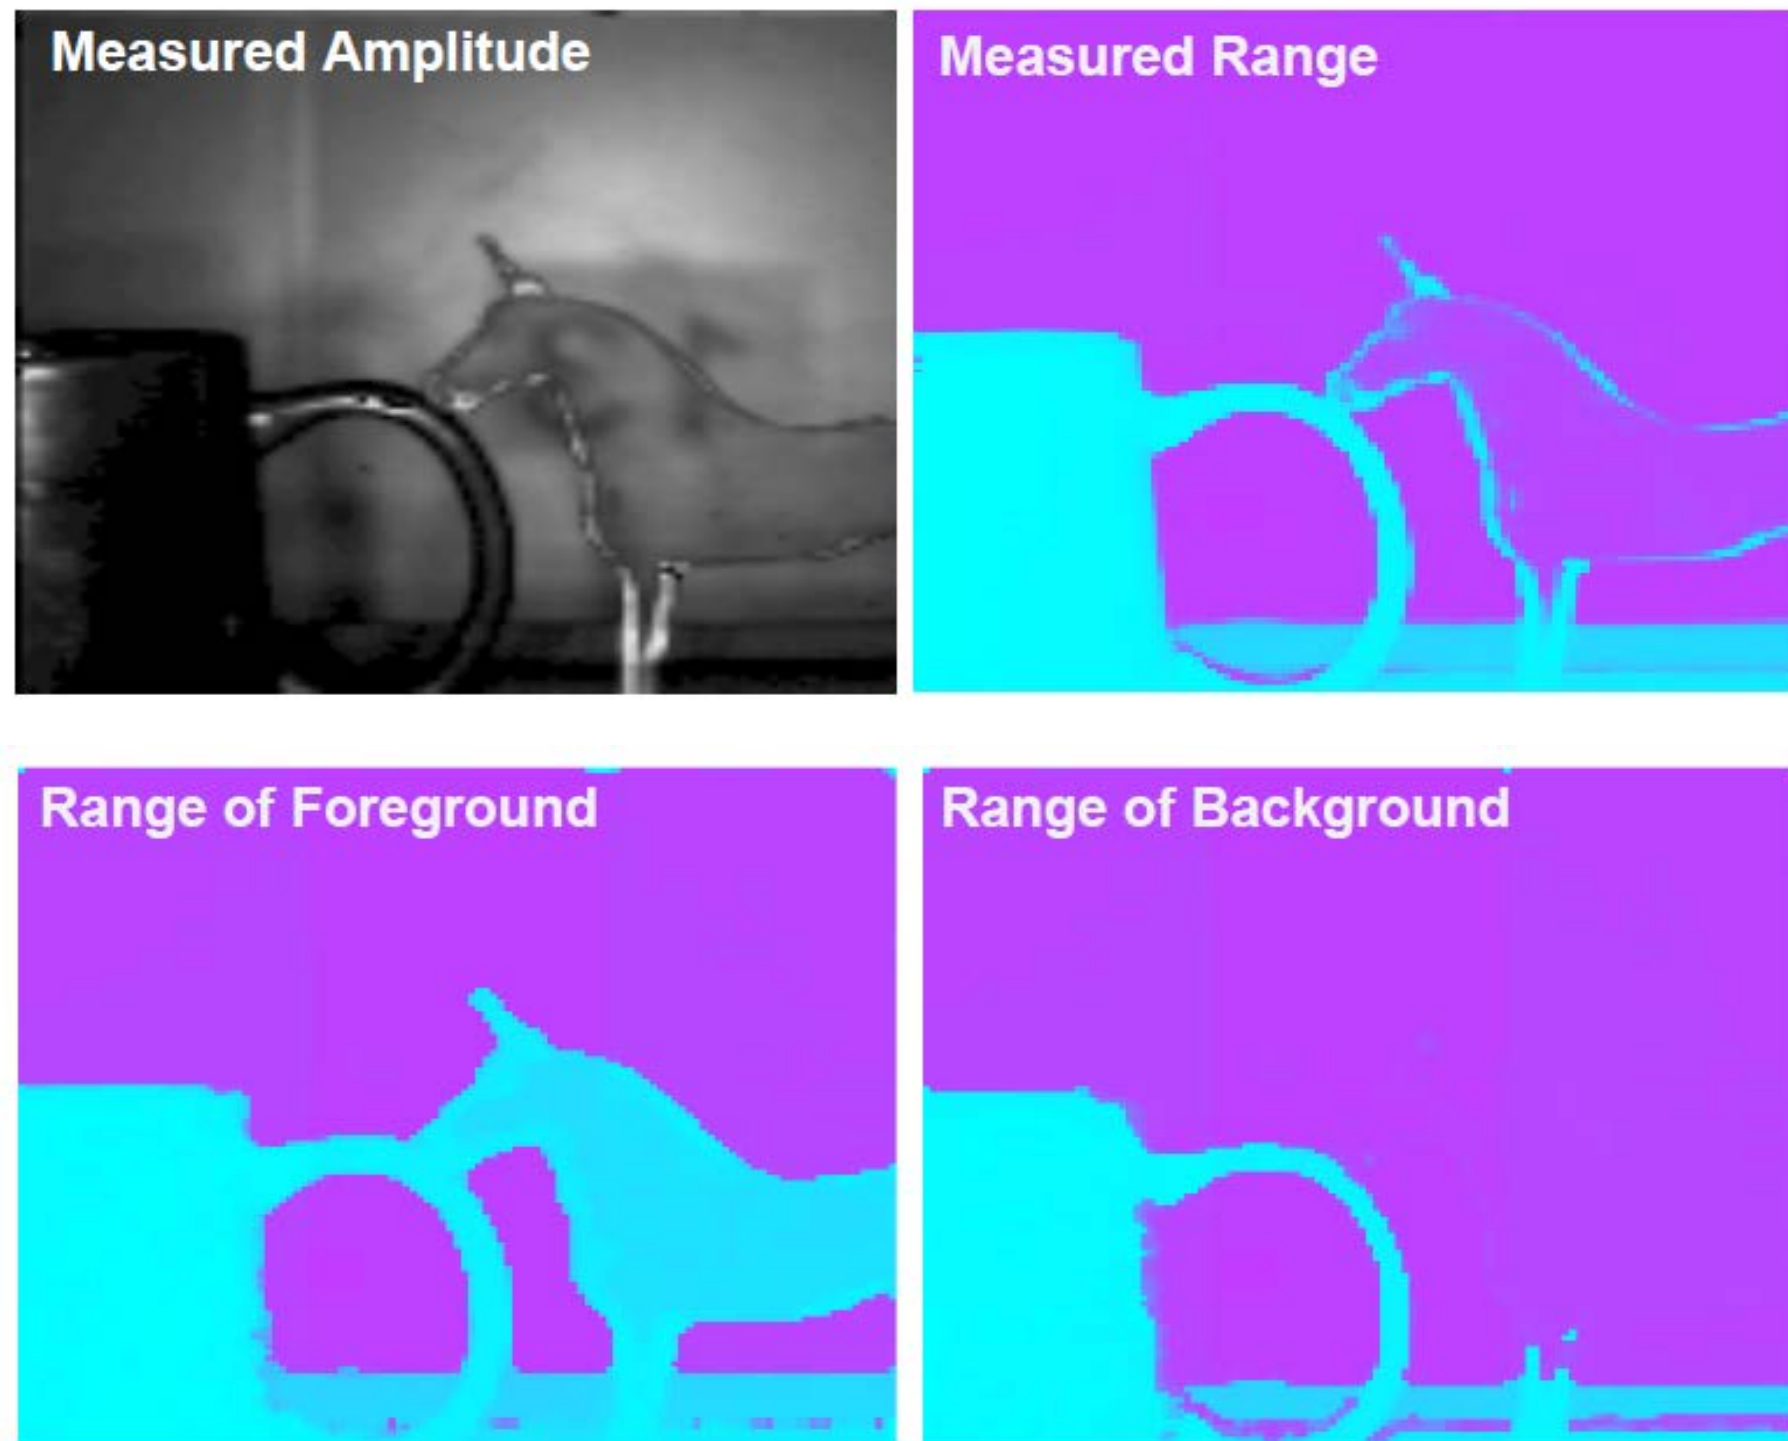 Measured Amplitude
Measured Range
Range of Foreground
Range of Background